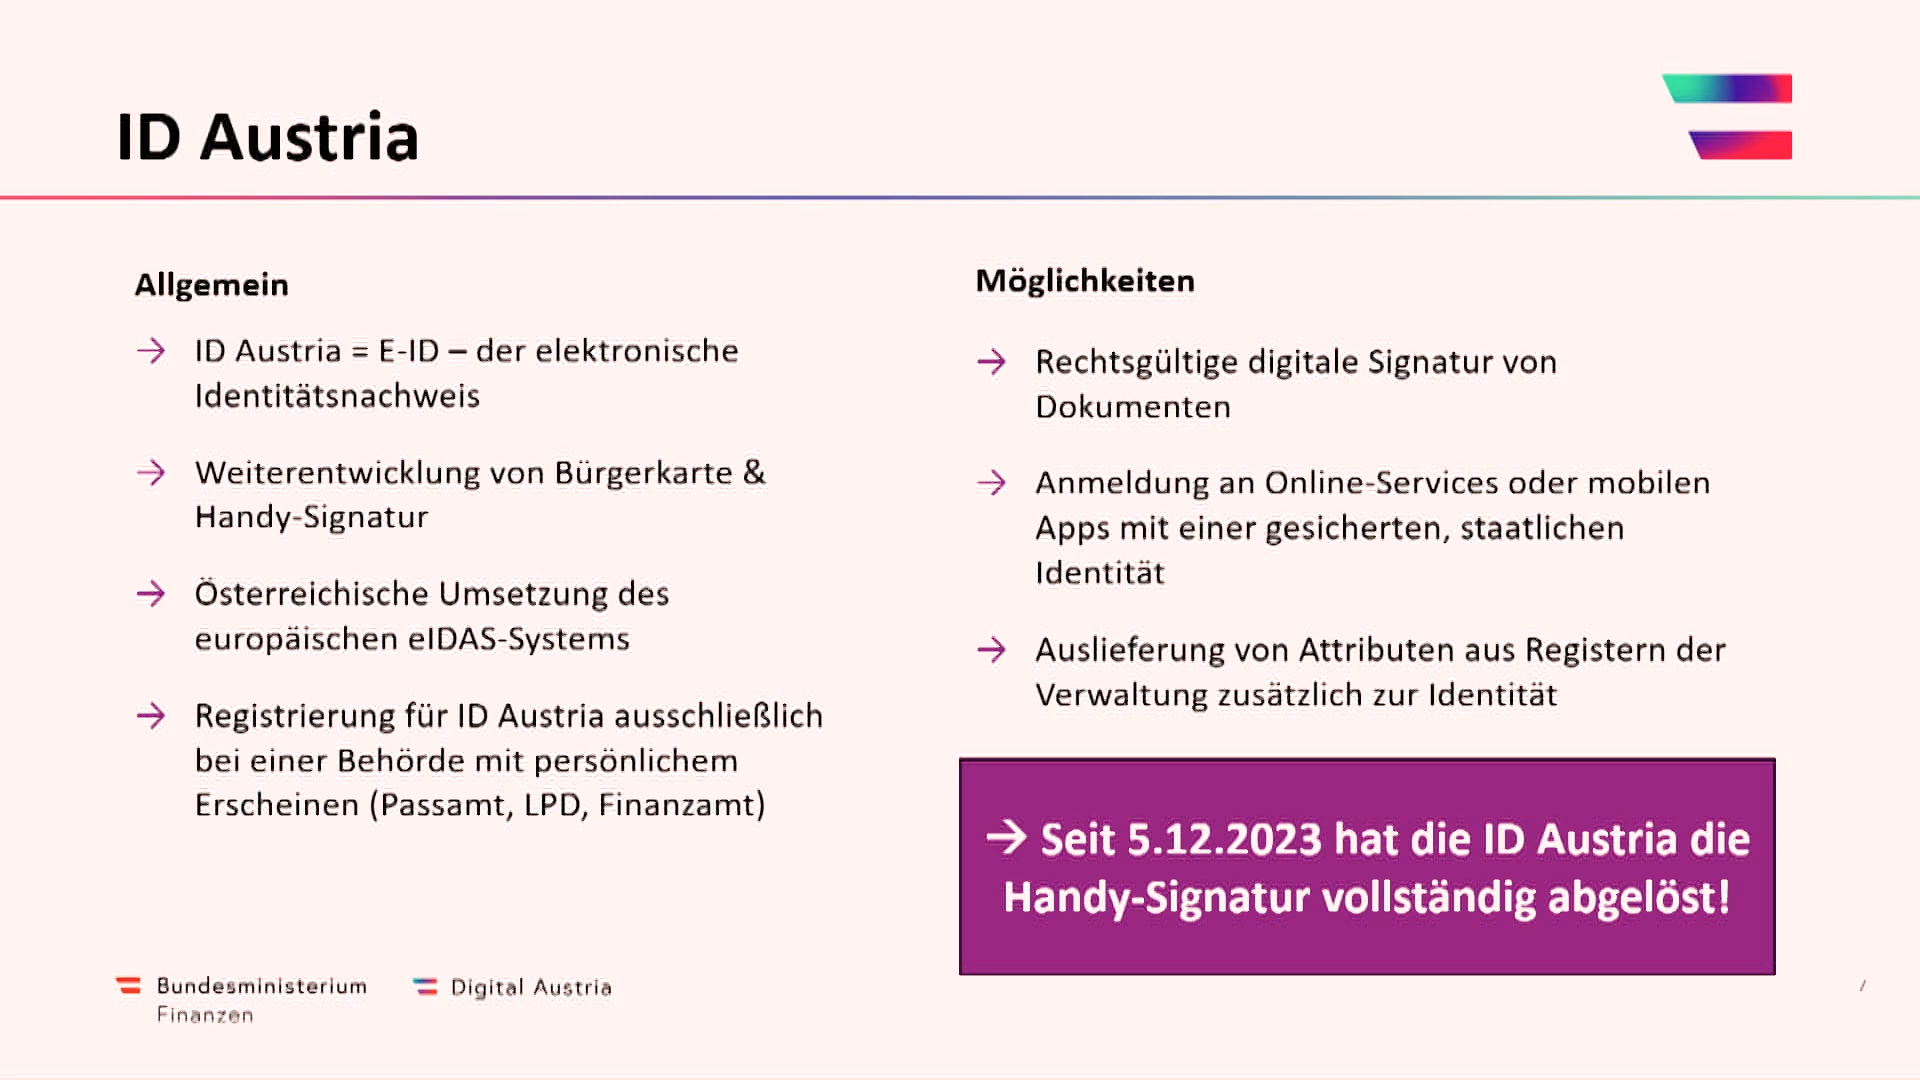 ID Austria
Allgemein
→ ID Austria = E-ID – der elektronische
Identitätsnachweis
→ Weiterentwicklung von Bürgerkarte &
Handy-Signatur
→ Österreichische Umsetzung des
europäischen eIDAS-Systems
→ Registrierung für ID Austria ausschließlich
bei einer Behörde mit persönlichem
Erscheinen (Passamt, LPD, Finanzamt)
Möglichkeiten
→ Rechtsgültige digitale Signatur von
Dokumenten
→ Anmeldung an Online-Services oder mobilen
Apps mit einer gesicherten, staatlichen
Identität
→ Auslieferung von Attributen aus Registern der
Verwaltung zusätzlich zur Identität
→ Seit 5.12.2023 hat die ID Austria die
Handy-Signatur vollständig abgelöst!
Bundesministerium
Finanzen
Digital Austria